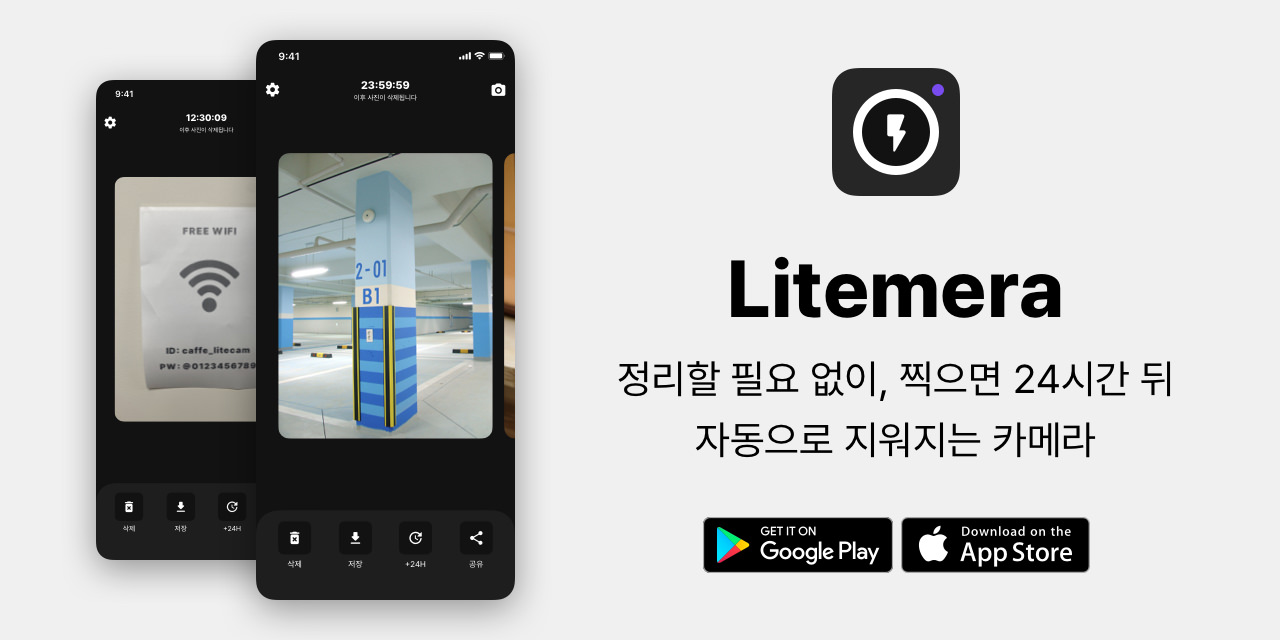 9:41
12:30:09
이후 사진이 삭제됩니다
FREE WIFI
ID: caffe_litecam
PW: @0123456789
삭제
저장
+24H
9:41
23:59:59
이후 사진이 삭제됩니다
2-01
B1
삭제
저장
+24H
공유
Litemera
정리할 필요 없이, 찍으면 24시간 뒤
자동으로 지워지는 카메라
GET IT ON
Google Play
Download on the
App Store